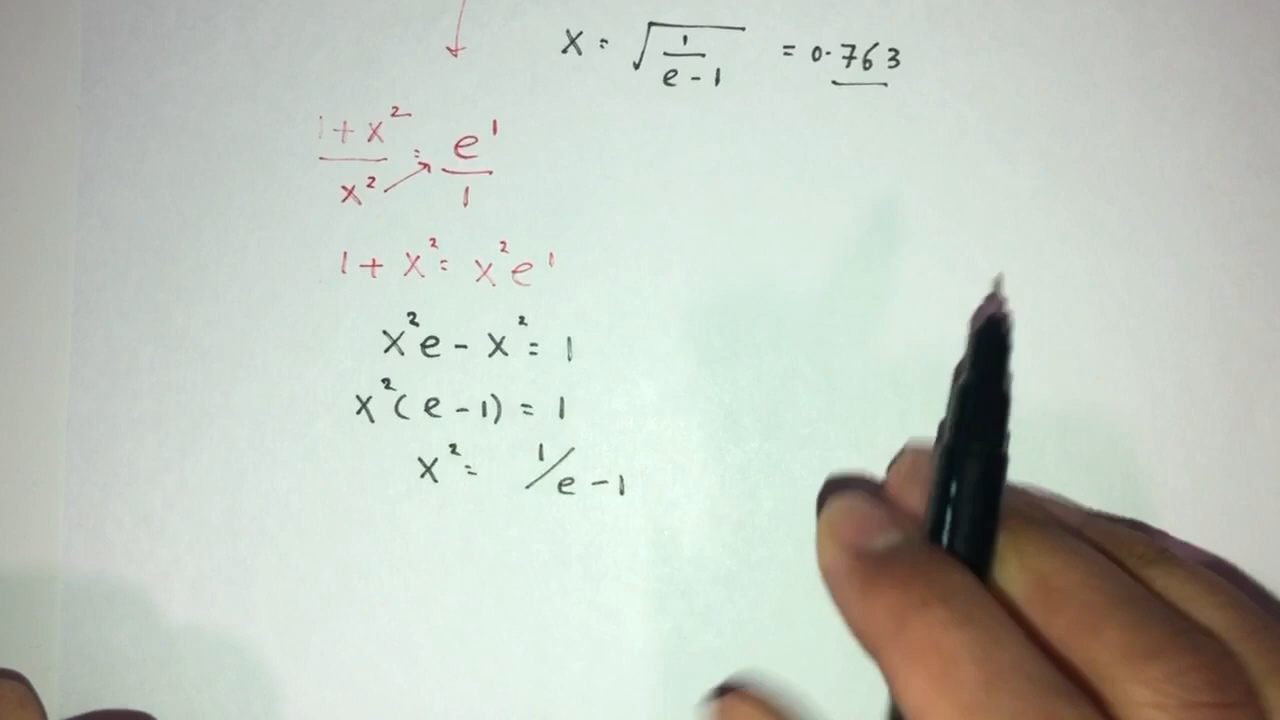 x = √(1/(e-1)) = 0.763
(1+x²)/x² = e¹/1
1 + x² = x²e¹
x²e - x² = 1
x²(e-1) = 1
x² = 1/e-1